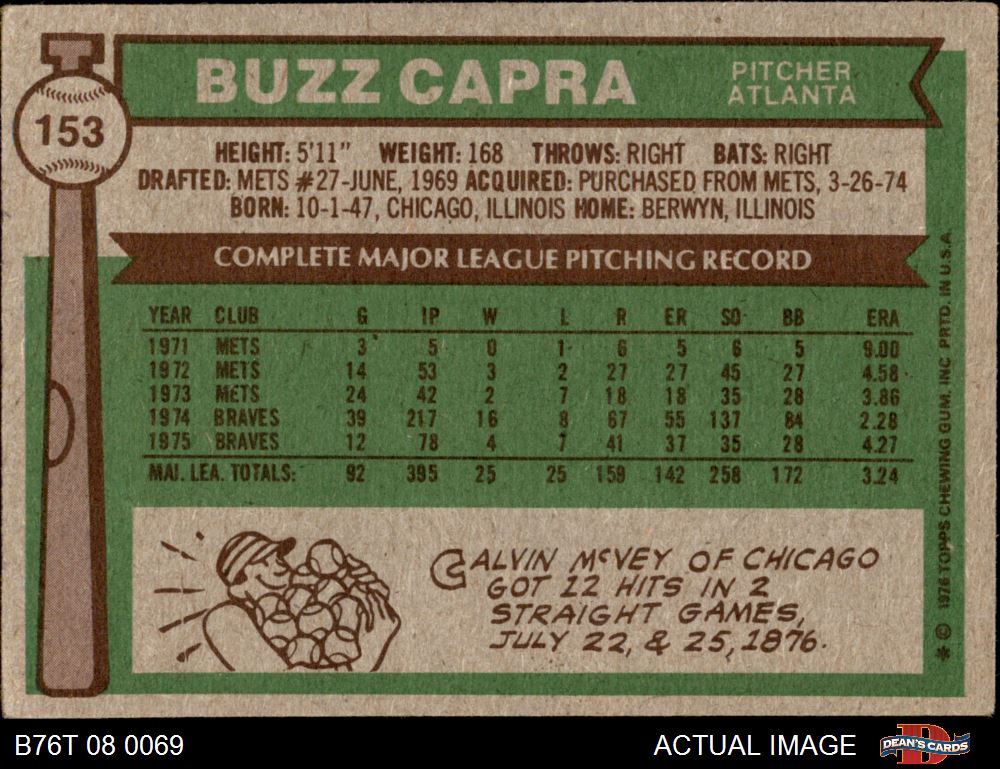 153
BUZZ CAPRA
PITCHER
ATLANTA
HEIGHT: 5'11" WEIGHT: 168 THROWS: RIGHT BATS: RIGHT
DRAFTED: METS #27-JUNE, 1969 ACQUIRED: PURCHASED FROM METS, 3-26-74
BORN: 10-1-47, CHICAGO, ILLINOIS HOME: BERWYN, ILLINOIS
COMPLETE MAJOR LEAGUE PITCHING RECORD
YEAR CLUB G IP W L R ER SO BB ERA
1971 METS 3 5 0 1 6 5 6 5 9.00
1972 METS 14 53 3 2 27 27 45 27 4.58
1973 METS 24 42 2 7 18 18 35 28 3.86
1974 BRAVES 39 217 16 8 67 55 137 84 2.28
1975 BRAVES 12 78 4 7 41 37 35 28 4.27
MAJ. LEA. TOTALS: 92 395 25 25 159 142 258 172 3.24
CALVIN McVEY OF CHICAGO
GOT 12 HITS IN 2
STRAIGHT GAMES,
JULY 22, & 25, 1876.
* © 1976 TOPPS CHEWING GUM, INC. PRTD. IN U.S.A.
B76T 08 0069
ACTUAL IMAGE
DEAN'S CARDS